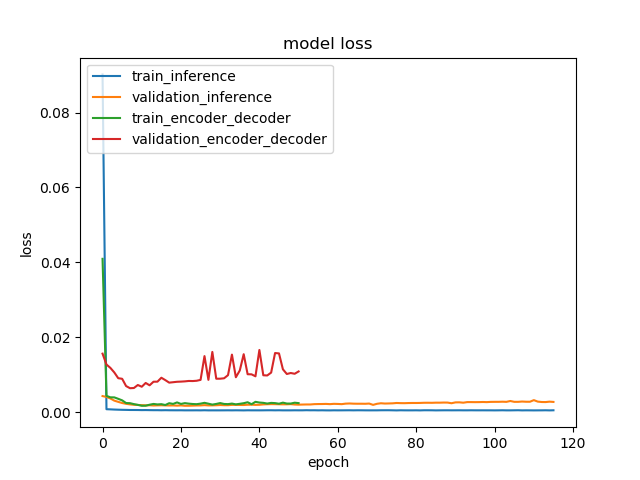 model loss
train_inference
validation_inference
train_encoder_decoder
validation_encoder_decoder
0.08
0.06
0.04
0.02
0.00
loss
0 20 40 60 80 100 120
epoch